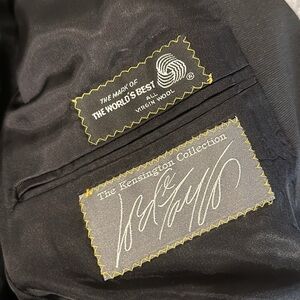 THE MARK OF
THE WORLD'S BEST
ALL
VIRGIN WOOL
®
The Kensington Collection